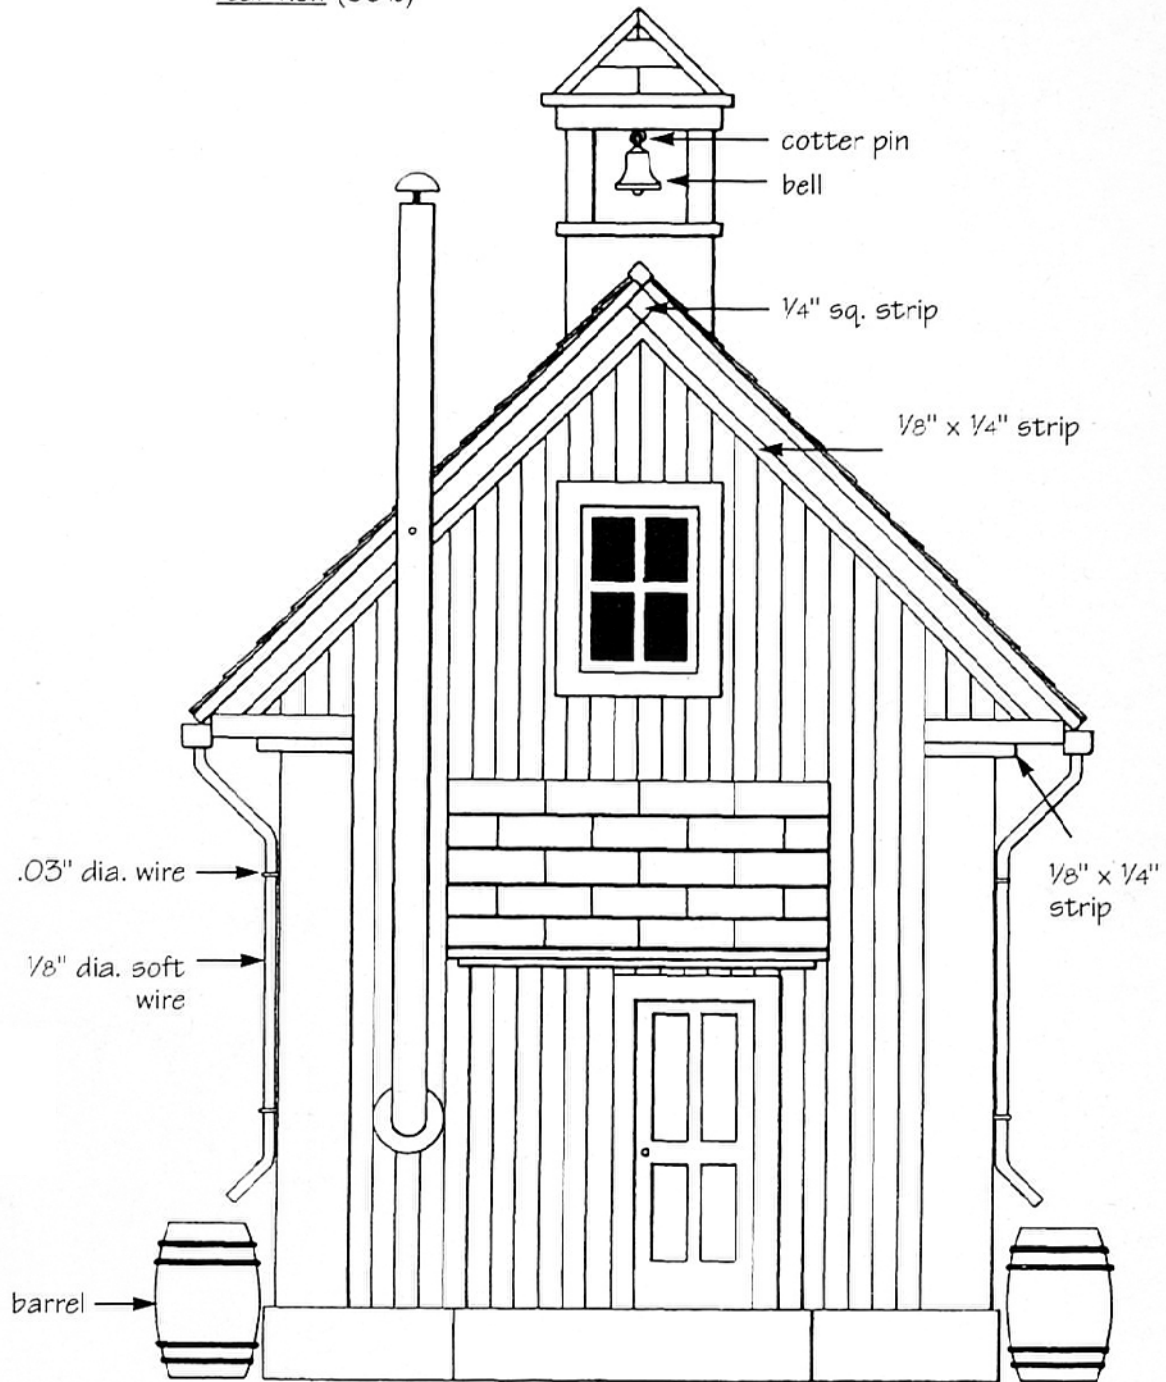 cotter pin
bell
1/4" sq. strip
1/8" x 1/4" strip
.03" dia. wire
1/8" x 1/4"
strip
1/8" dia. soft
wire
barrel